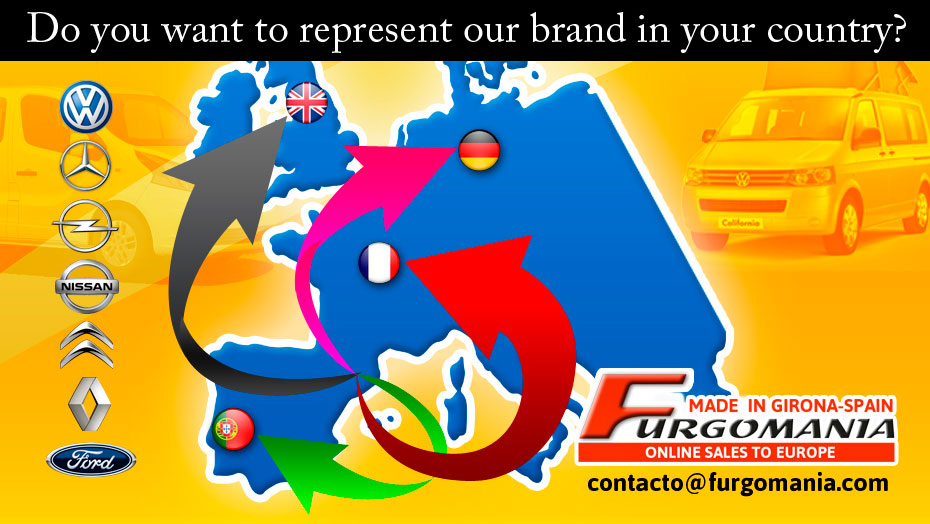 Do you want to represent our brand in your country?
NISSAN
Ford
California
MADE IN GIRONA-SPAIN
FURGOMANIA
ONLINE SALES TO EUROPE
contacto@furgomania.com